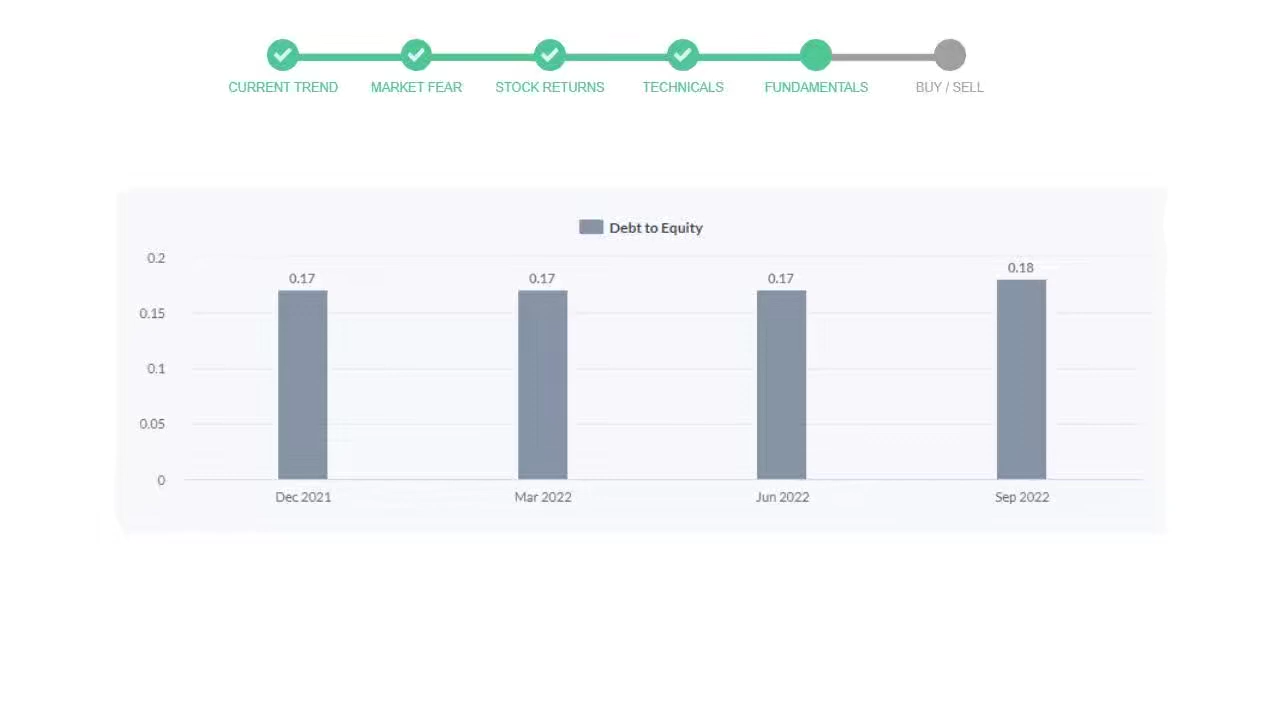 CURRENT TREND MARKET FEAR STOCK RETURNS TECHNICALS FUNDAMENTALS BUY / SELL
Debt to Equity
0.2
0.15
0.1
0.05
0
0.17 0.17 0.17 0.18
Dec 2021 Mar 2022 Jun 2022 Sep 2022